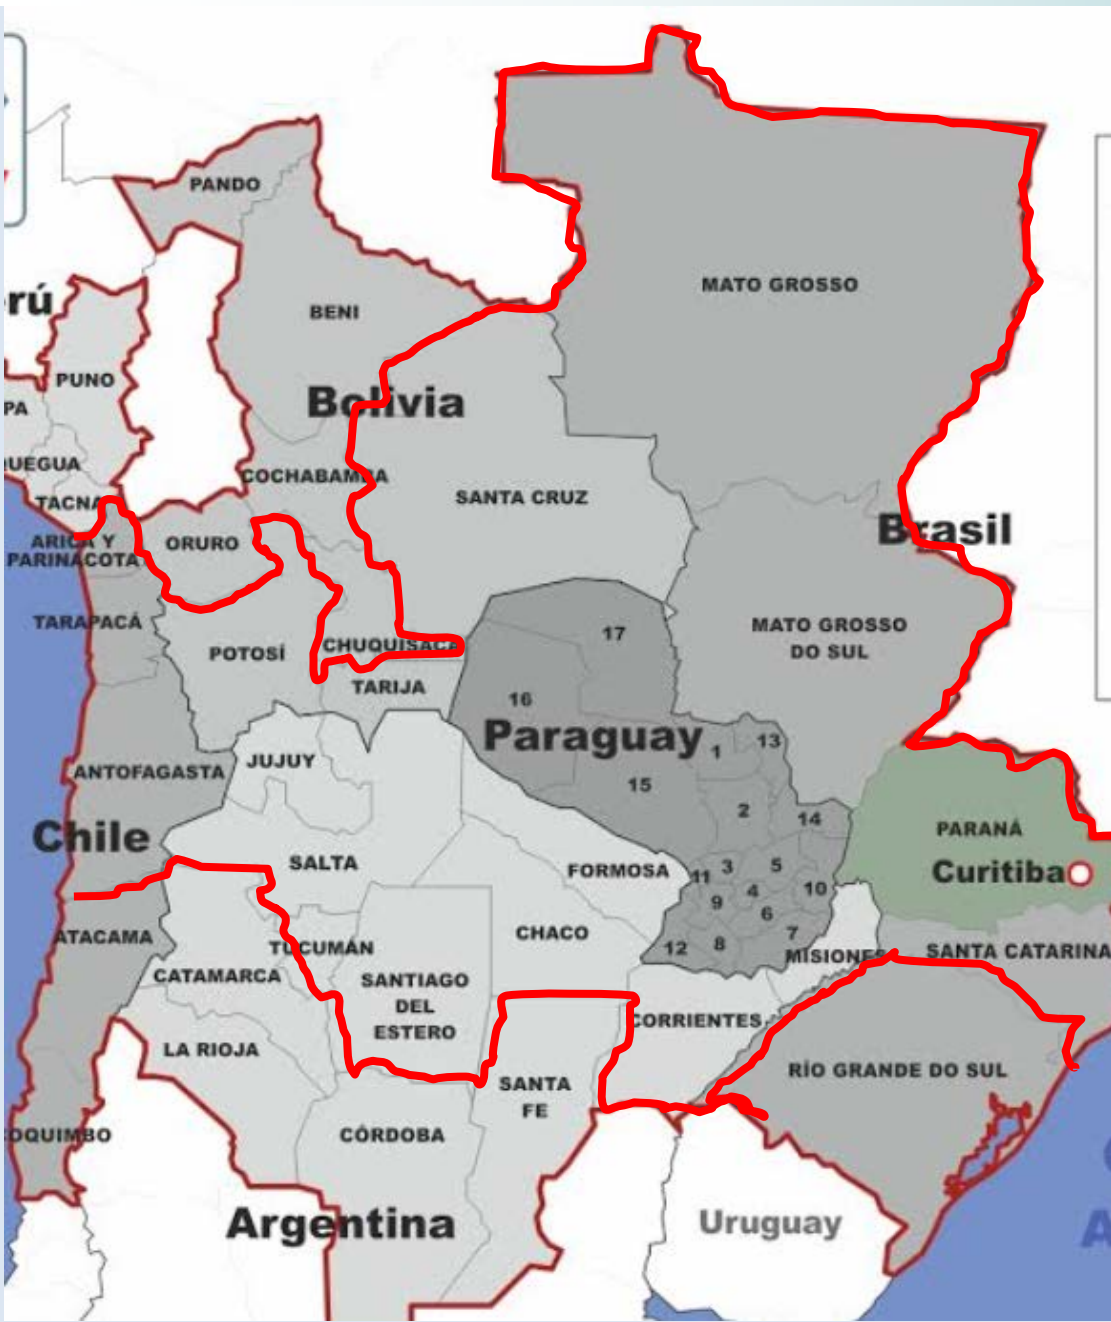 PANDO
MATO GROSSO
rú
BENI
PUNO
Bolivia
PA
UEGUA
COCHABAMBA
TACNA
SANTA CRUZ
Brasil
ARICA Y
PARINACOTA
ORURO
TARAPACÁ
17
MATO GROSSO
DO SUL
POTOSÍ
CHUQUISACA
TARIJA
16
Paraguay
1
13
JUJUY
ANTOFAGASTA
15
2
14
Chile
PARANÁ
SALTA
FORMOSA
11
3
5
Curitiba
4
10
9
6
ATACAMA
TUCUMÁN
CHACO
7
12
8
MISIONES
SANTA CATARINA
CATAMARCA
SANTIAGO
DEL
ESTERO
CORRIENTES
LA RIOJA
RÍO GRANDE DO SUL
SANTA
FE
OQUIMBO
CÓRDOBA
Argentina
Uruguay
A